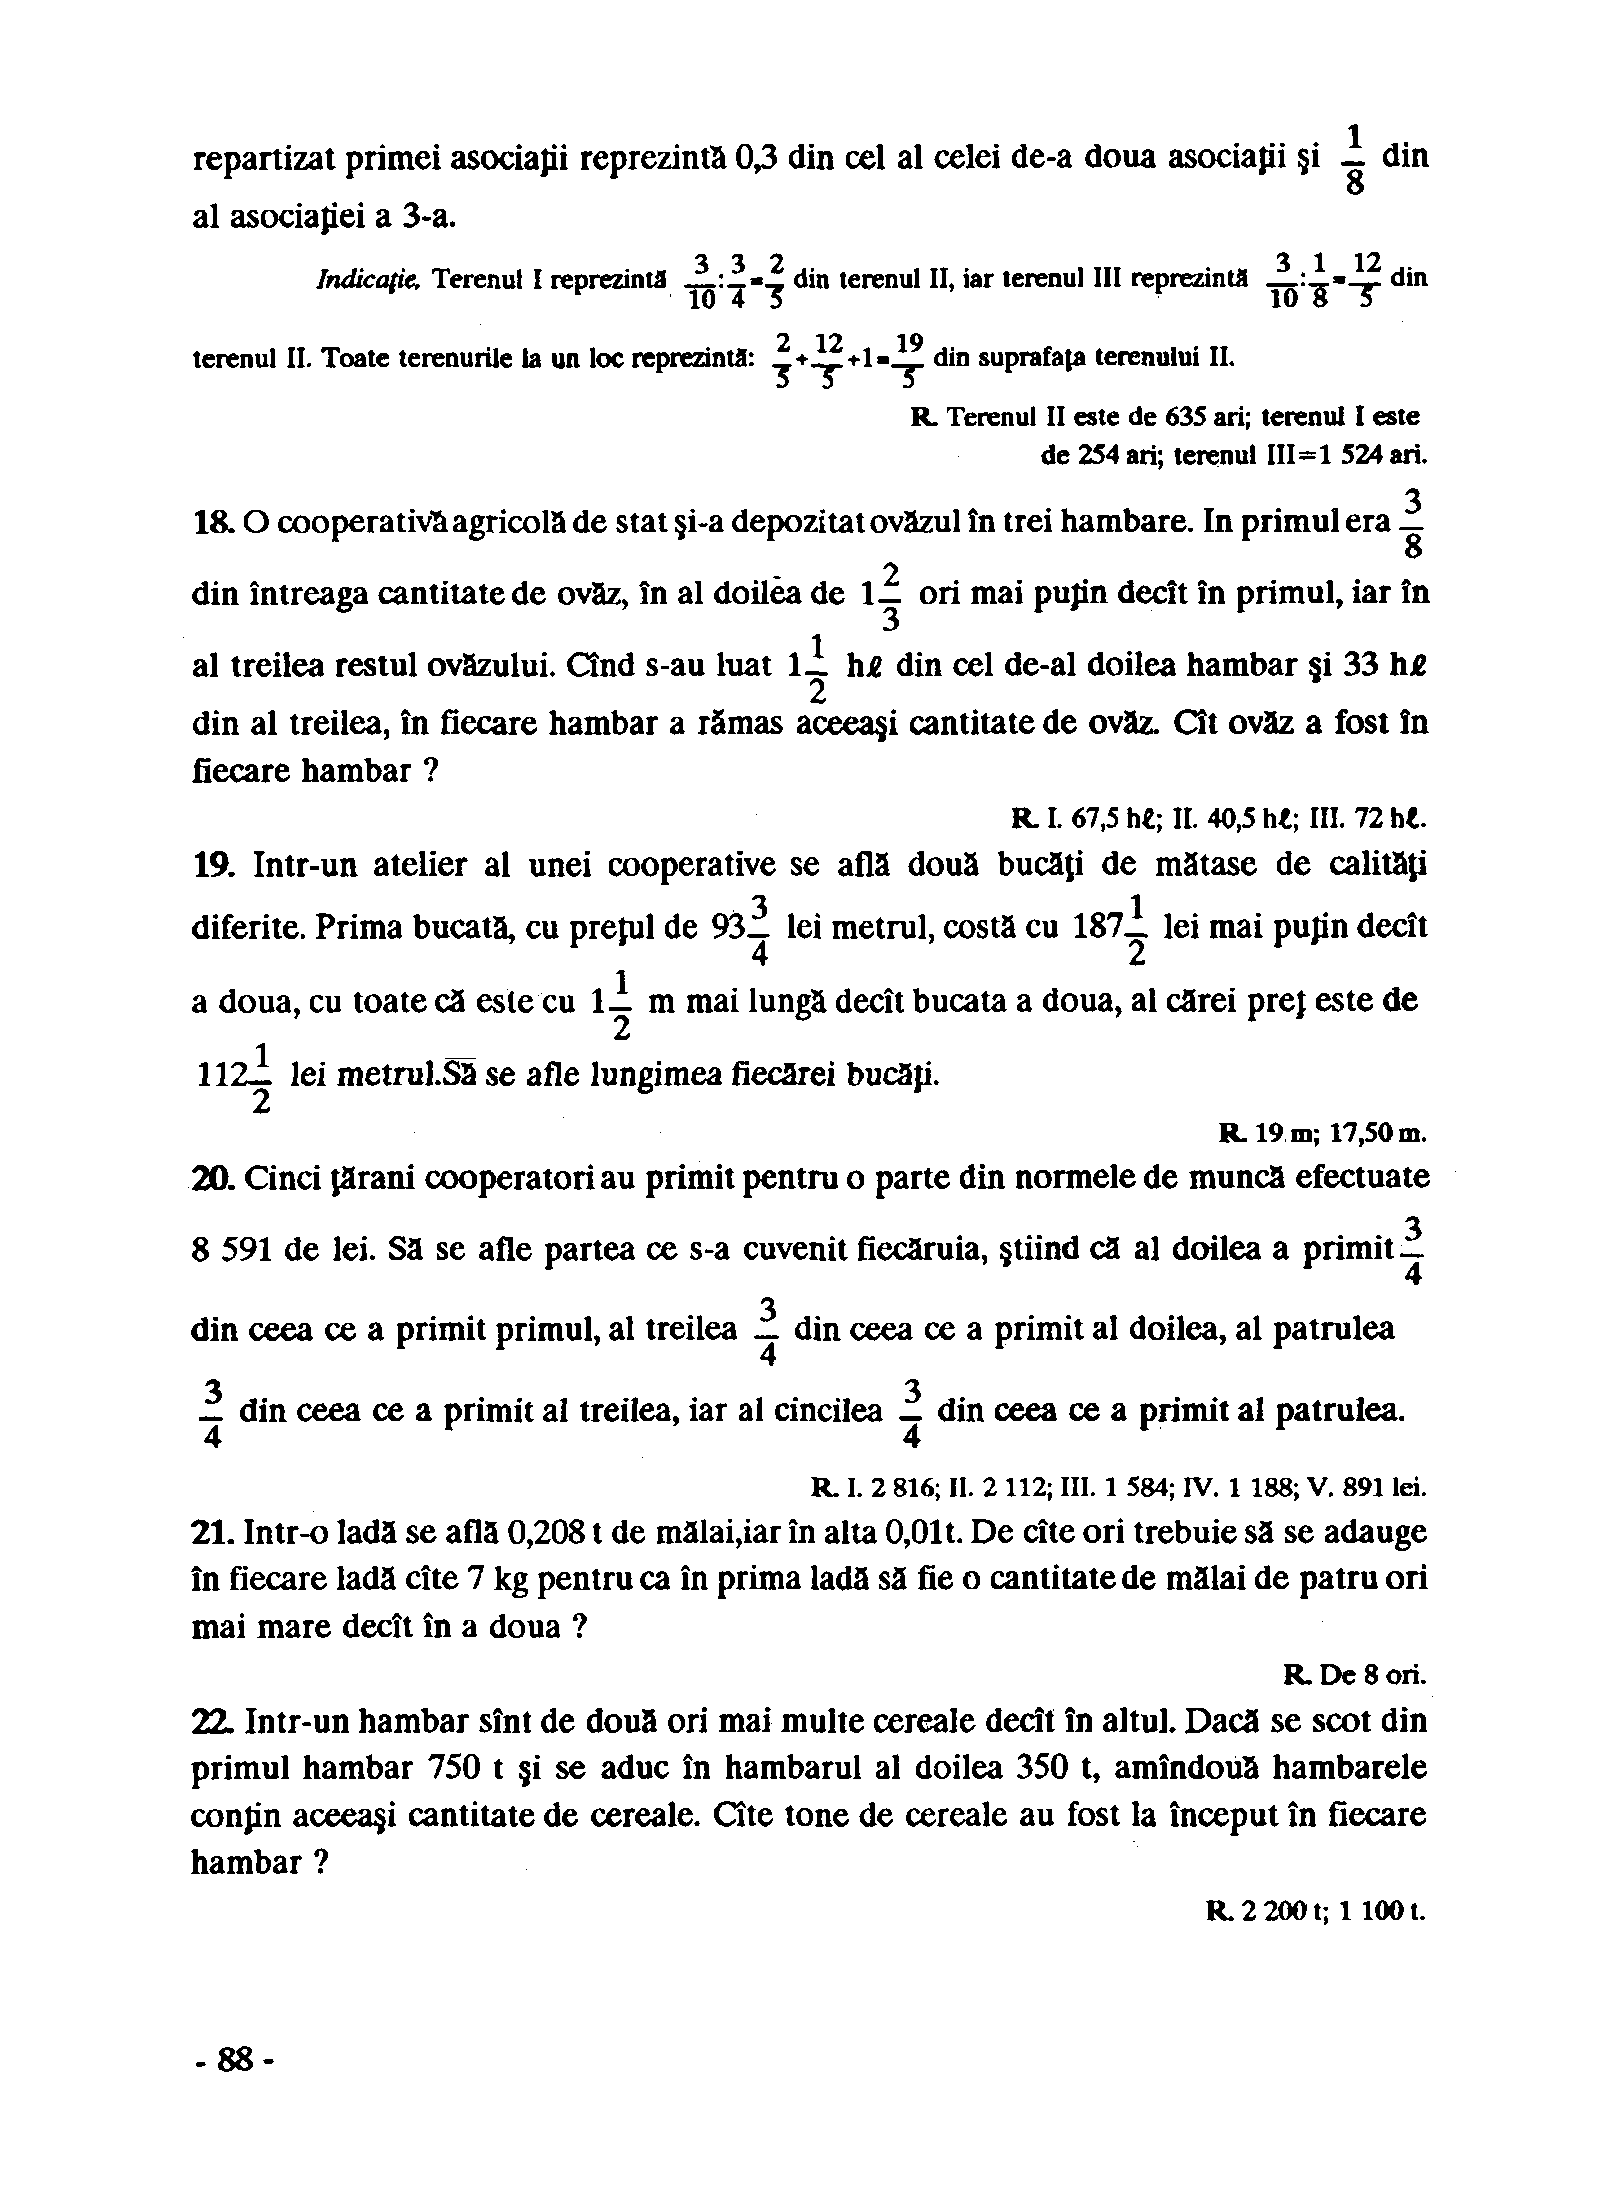 repartizat primei asociaţii reprezintă 0,3 din cel al celei de-a doua asociaţii şi 1/8 din
al asociaţiei a 3-a.
Indicaţie. Terenul I reprezintă 3/10:3/4=2/5 din terenul II, iar terenul III reprezintă 3/10:1/8=12/5 din
terenul II. Toate terenurile la un loc reprezintă: 2/5+12/5+1=19/5 din suprafaţa terenului II.
R. Terenul II este de 635 ari; terenul I este
de 254 ari; terenul III=1 524 ari.
18. O cooperativă agricolă de stat şi-a depozitat ovăzul în trei hambare. In primul era 3/8
din întreaga cantitate de ovăz, în al doilea de 1 2/3 ori mai puţin decît în primul, iar în
al treilea restul ovăzului. Cînd s-au luat 1 1/2 hℓ din cel de-al doilea hambar şi 33 hℓ
din al treilea, în fiecare hambar a rămas aceeaşi cantitate de ovăz. Cît ovăz a fost în
fiecare hambar ?
R. I. 67,5 hℓ; II. 40,5 hℓ; III. 72 hℓ.
19. Intr-un atelier al unei cooperative se află două bucăţi de mătase de calităţi
diferite. Prima bucată, cu preţul de 93 3/4 lei metrul, costă cu 187 1/2 lei mai puţin decît
a doua, cu toate că este cu 1 1/2 m mai lungă decît bucata a doua, al cărei preţ este de
112 1/2 lei metrul.Să se afle lungimea fiecărei bucăţi.
R. 19 m; 17,50 m.
20. Cinci ţărani cooperatori au primit pentru o parte din normele de muncă efectuate
8 591 de lei. Să se afle partea ce s-a cuvenit fiecăruia, ştiind că al doilea a primit 3/4
din ceea ce a primit primul, al treilea 3/4 din ceea ce a primit al doilea, al patrulea
3/4 din ceea ce a primit al treilea, iar al cincilea 3/4 din ceea ce a primit al patrulea.
R. I. 2 816; II. 2 112; III. 1 584; IV. 1 188; V. 891 lei.
21. Intr-o ladă se află 0,208 t de mălai,iar în alta 0,01t. De cîte ori trebuie să se adauge
în fiecare ladă cîte 7 kg pentru ca în prima ladă să fie o cantitate de mălai de patru ori
mai mare decît în a doua ?
R. De 8 ori.
22. Intr-un hambar sînt de două ori mai multe cereale decît în altul. Dacă se scot din
primul hambar 750 t şi se aduc în hambarul al doilea 350 t, amîndouă hambarele
conţin aceeaşi cantitate de cereale. Cîte tone de cereale au fost la început în fiecare
hambar ?
R. 2 200 t; 1 100 t.
- 88 -